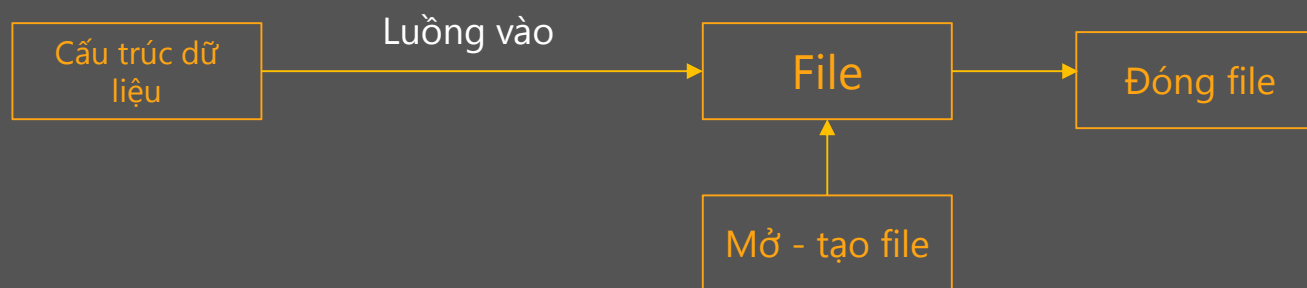 Luồng vào
Cấu trúc dữ
liệu
File
Đóng file
Mở - tạo file